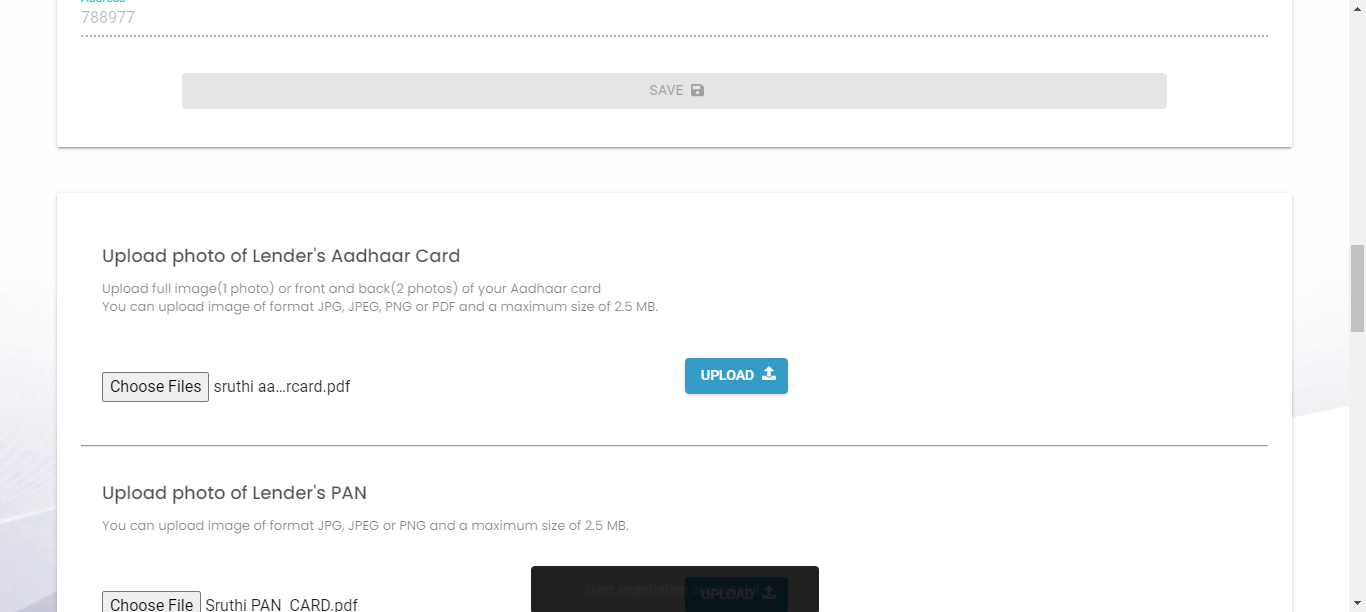 Address
788977
SAVE
Upload photo of Lender's Aadhaar Card
Upload full image(1 photo) or front and back(2 photos) of your Aadhaar card
You can upload image of format JPG, JPEG, PNG or PDF and a maximum size of 2.5 MB.
Choose Files sruthi aa...rcard.pdf
UPLOAD
Upload photo of Lender's PAN
You can upload image of format JPG, JPEG or PNG and a maximum size of 2.5 MB.
User registration
UPLOAD
Choose File Sruthi PAN_CARD.pdf